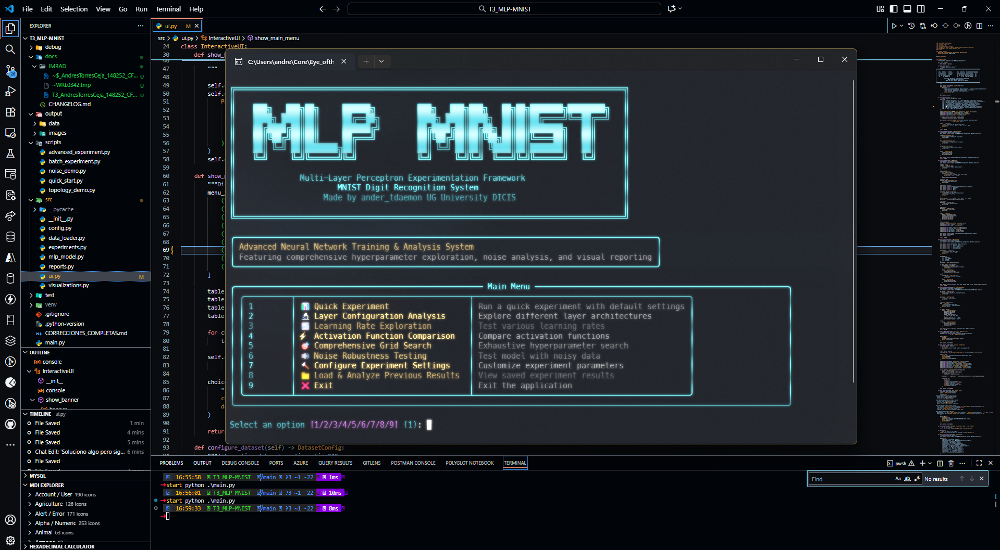 File Edit Selection View Go Run Terminal Help
T3_MLP-MNIST
EXPLORER
T3_MLP-MNIST
debug
docs
IMRAD
~$_AndresTorresCeja_148252_CF... U
~WRL0342.tmp U
T3_AndresTorresCeja_148252_CF... U
CHANGELOG.md
output
data
images
scripts
advanced_experiment.py
batch_experiment.py
noise_demo.py
quick_start.py
topology_demo.py
src
__pycache__
__init__.py
config.py
data_loader.py
experiments.py
mlp_model.py
reports.py
ui.py M
visualizations.py
test
venv
.gitignore
.python-version
CORRECCIONES_COMPLETAS.md
main.py
OUTLINE
console
InteractiveUI
__init__
console
show_banner
TIMELINE ui.py
File Saved 1 min
File Saved 4 mins
File Saved 5 mins
Chat Edit: 'Soluciono algo pero sig... 6 mins
File Saved
MYSQL
MDI EXPLORER
Account / User 190 icons
Agriculture 126 icons
Alert / Error 171 icons
Alpha / Numeric 253 icons
Animal 63 icons
HEXADECIMAL CALCULATOR
26
ui.py M
src > ui.py > InteractiveUI > show_main_menu
24 class InteractiveUI:
30 def show_
46
47 """
48
49 self.
50 self.
51 Pa
52
53
54
55
56 )
57 )
58 self.
59
60 def show_
61 """Dis
62 menu_
63 (
64 (
65 (
66 (
67 (
68 (
69 (
70 (
71 (
72 ]
73
74 table
75 table
76 table
77 table
78
79 for ch
80 ta
81
82 self.
83
84
85 choic
86 "
87 ch
88 de
89 )
90
91 return
92
93 def configure_dataset(self) -> DatasetConfig:
94 """Interactive dataset configuration"""
C:\Users\andre\Core\Eye_ofth
MLP MNIST
Multi-Layer Perceptron Experimentation Framework
MNIST Digit Recognition System
Made by ander_tdaemon UG University DICIS
Advanced Neural Network Training & Analysis System
Featuring comprehensive hyperparameter exploration, noise analysis, and visual reporting
Main Menu
1 Quick Experiment Run a quick experiment with default settings
2 Layer Configuration Analysis Explore different layer architectures
3 Learning Rate Exploration Test various learning rates
4 Activation Function Comparison Compare activation functions
5 Comprehensive Grid Search Exhaustive hyperparameter search
6 Noise Robustness Testing Test model with noisy data
7 Configure Experiment Settings Customize experiment parameters
8 Load & Analyze Previous Results View saved experiment results
9 Exit Exit the application
Select an option [1/2/3/4/5/6/7/8/9] (1):
PROBLEMS OUTPUT DEBUG CONSOLE PORTS AZURE QUERY RESULTS GITLENS POSTMAN CONSOLE POLYGLOT NOTEBOOK TERMINAL
pwsh
16:55:58 T3_MLP-MNIST main ?3 ~1 -22 1ms
start python .\main.py
16:56:01 T3_MLP-MNIST main ?3 ~1 -22 10ms
start python .\main.py
16:59:33 T3_MLP-MNIST main ?3 ~1 -22 8ms
Find Aa ab .* No results